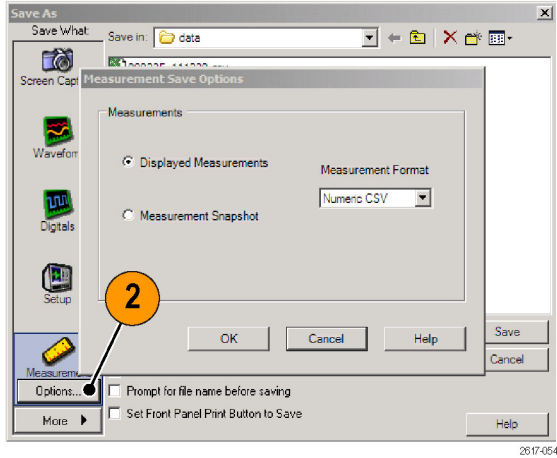 Save As
Save What:
Save in: data
Screen Capt
Measurement Save Options
Measurements
Waveform
Displayed Measurements
Measurement Format
Numeric CSV
Measurement Snapshot
Digitals
Setup
2
OK Cancel Help
Save
Cancel
Measureme
Options...
Prompt for file name before saving
Set Front Panel Print Button to Save
More
Help
2617-054